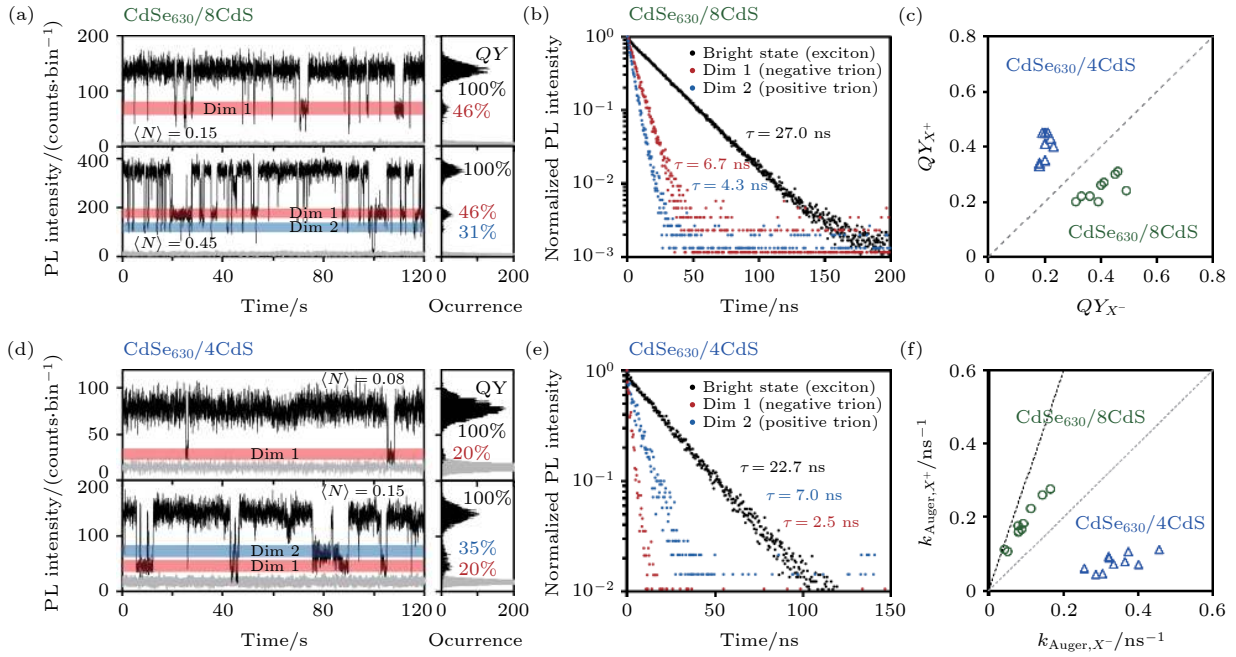 (a)
CdSe630/8CdS
PL intensity/(counts·bin−1)
200
150
100
50
0
Dim 1
⟨N⟩ = 0.15
QY
100%
46%
400
200
0
Dim 1
Dim 2
⟨N⟩ = 0.45
100%
46%
31%
0 40 80 120
0 200
Time/s
Ocurrence
(b)
CdSe630/8CdS
Normalized PL intensity
100
10−1
10−2
10−3
Bright state (exciton)
Dim 1 (negative trion)
Dim 2 (positive trion)
τ = 27.0 ns
τ = 6.7 ns
τ = 4.3 ns
0 50 100 150 200
Time/ns
(c)
QYX+
0.8
0.6
0.4
0.2
0
CdSe630/4CdS
CdSe630/8CdS
0 0.2 0.4 0.6 0.8
QYX−
(d)
CdSe630/4CdS
PL intensity/(counts·bin−1)
100
50
0
⟨N⟩ = 0.08
Dim 1
QY
100%
20%
200
100
0
⟨N⟩ = 0.15
Dim 2
Dim 1
100%
35%
20%
0 40 80 120
0 200
Time/s
Ocurrence
(e)
CdSe630/4CdS
Normalized PL intensity
100
10−1
10−2
Bright state (exciton)
Dim 1 (negative trion)
Dim 2 (positive trion)
τ = 22.7 ns
τ = 7.0 ns
τ = 2.5 ns
0 50 100 150
Time/ns
(f)
kAuger, X+/ns−1
0.6
0.4
0.2
0
CdSe630/8CdS
CdSe630/4CdS
0 0.2 0.4 0.6
kAuger, X−/ns−1